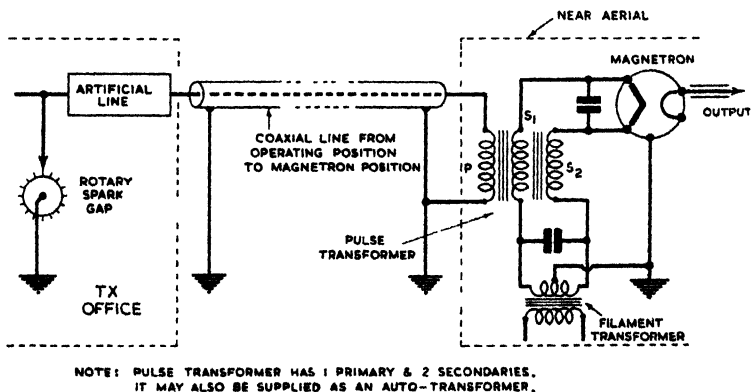 NEAR AERIAL
MAGNETRON
ARTIFICIAL
LINE
OUTPUT
S1
COAXIAL LINE FROM
OPERATING POSITION
TO MAGNETRON POSITION
P
S2
ROTARY
SPARK
GAP
PULSE
TRANSFORMER
TX
OFFICE
FILAMENT
TRANSFORMER
NOTE: PULSE TRANSFORMER HAS 1 PRIMARY & 2 SECONDARIES.
IT MAY ALSO BE SUPPLIED AS AN AUTO-TRANSFORMER.